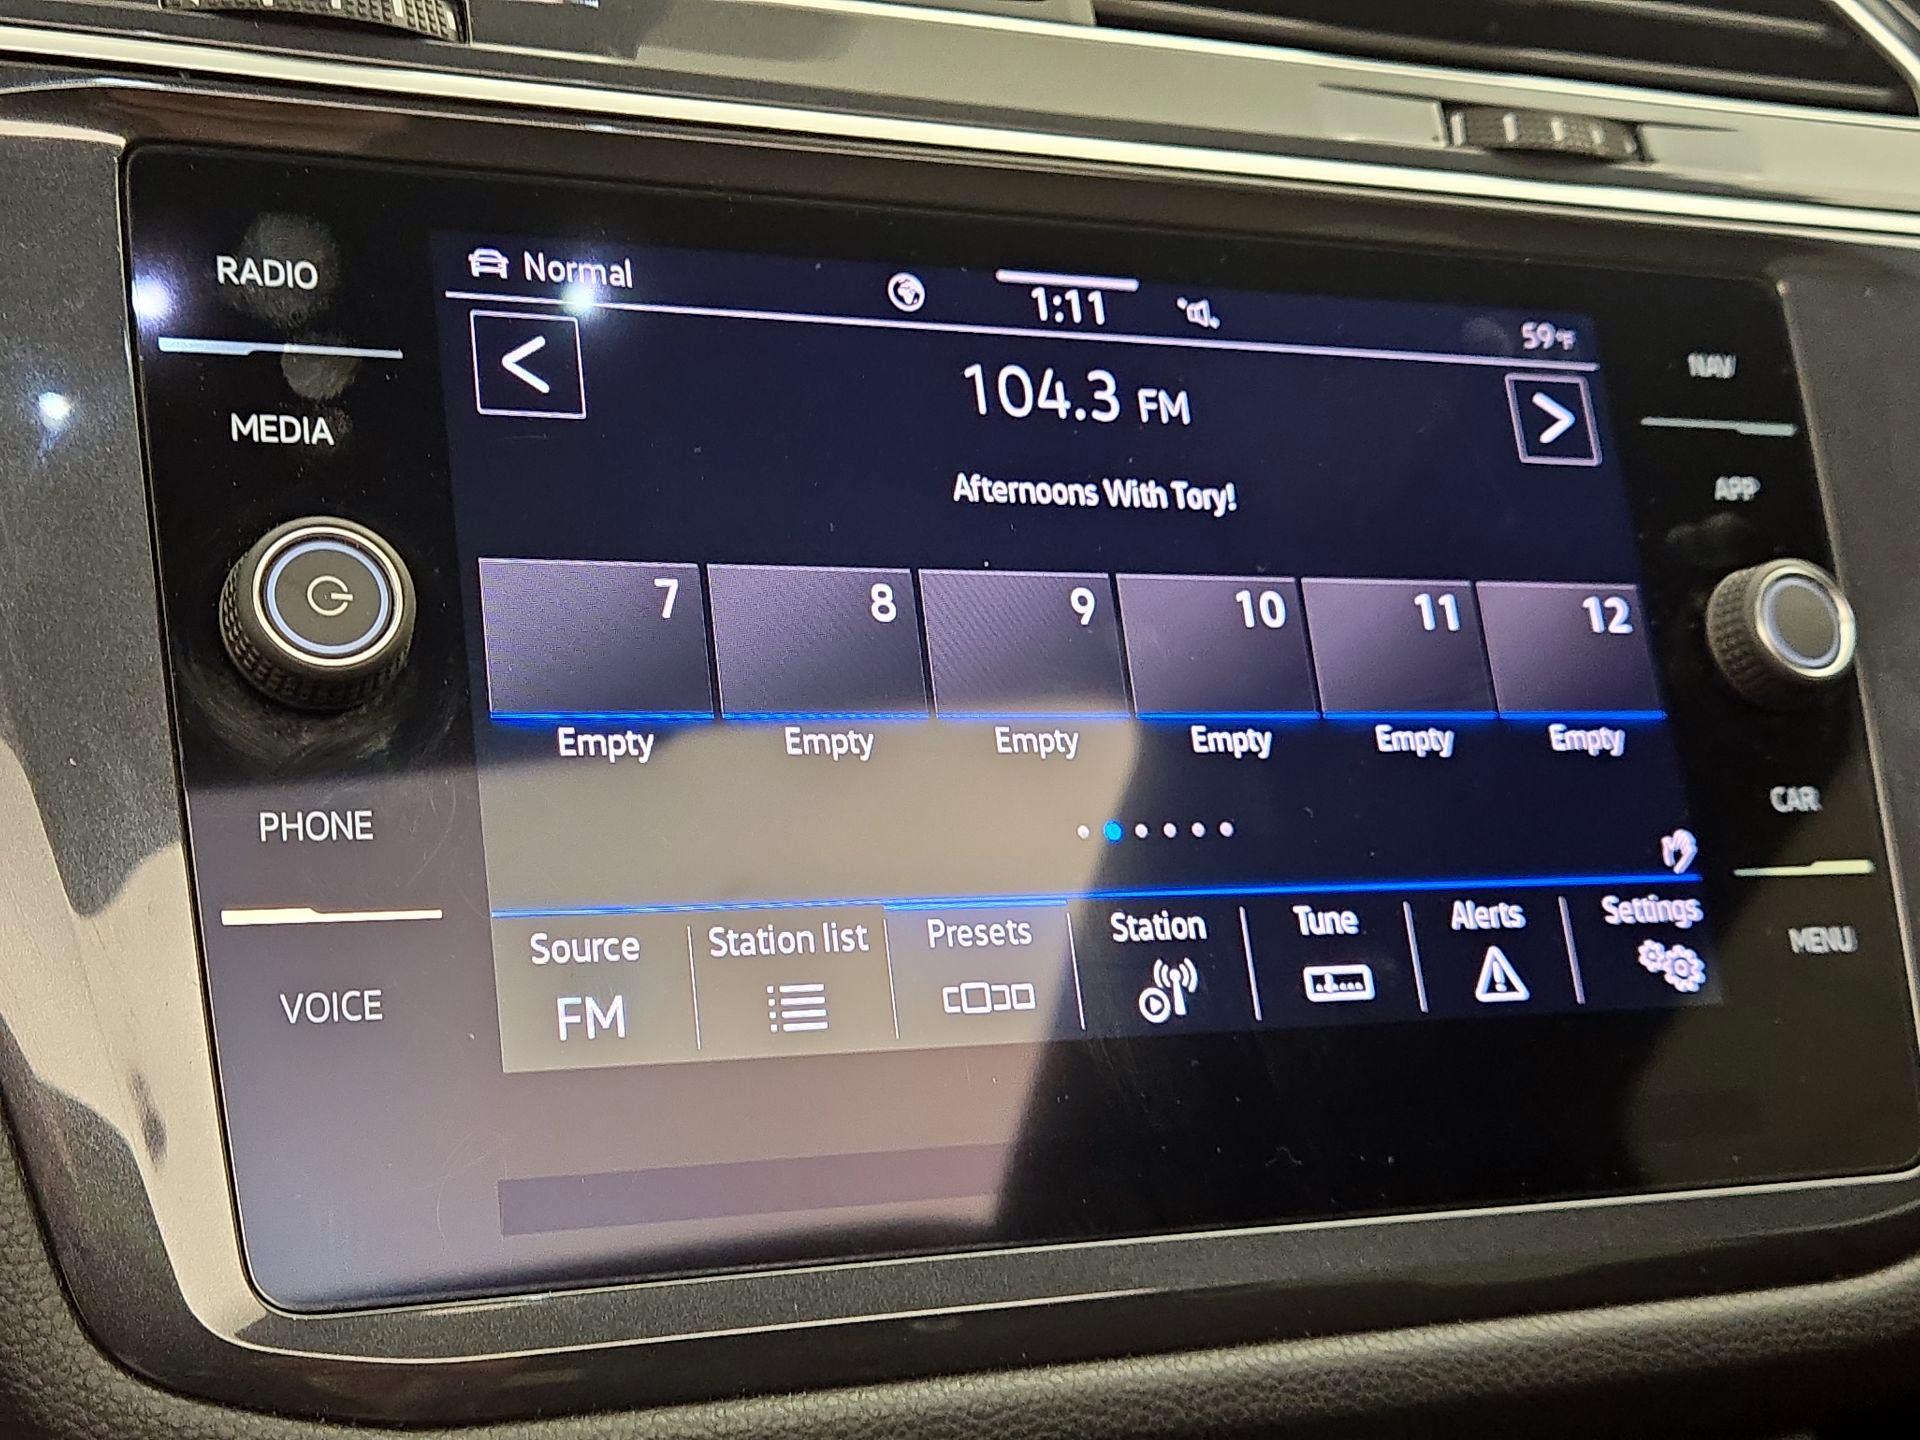 RADIO
MEDIA
PHONE
VOICE
Normal
1:11
59°F
104.3 FM
Afternoons With Tory!
7 8 9 10 11 12
Empty Empty Empty Empty Empty Empty
Source Station list Presets Station Tune Alerts Settings
FM
NAV
APP
CAR
MENU